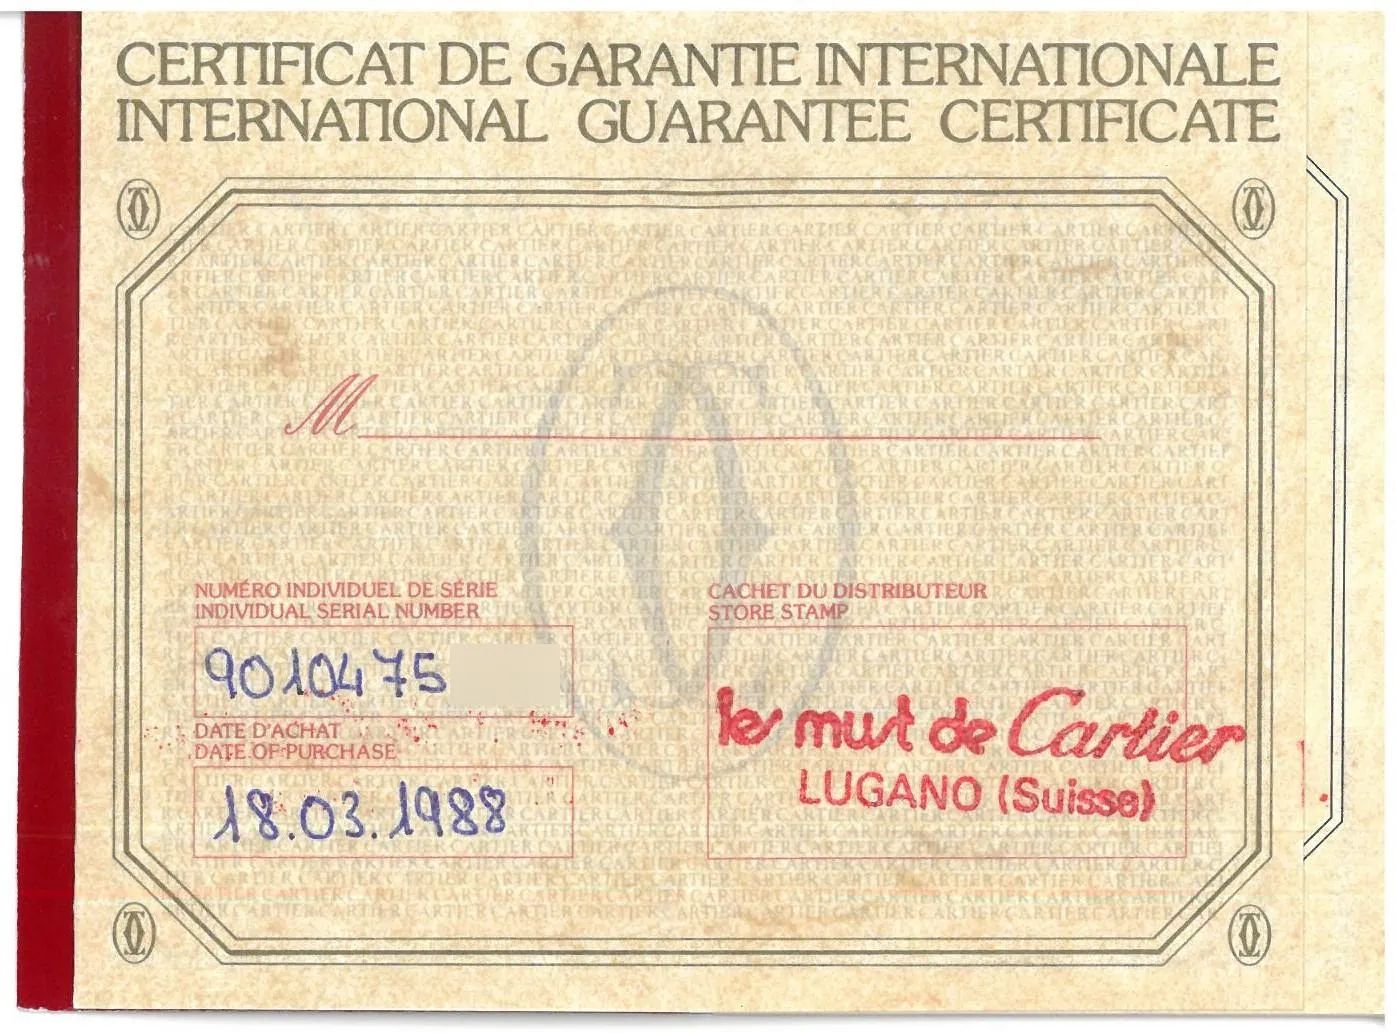 CERTIFICAT DE GARANTIE INTERNATIONALE
INTERNATIONAL GUARANTEE CERTIFICATE
M
NUMÉRO INDIVIDUEL DE SÉRIE
INDIVIDUAL SERIAL NUMBER
9010475
DATE D'ACHAT
DATE OF PURCHASE
18.03.1988
CACHET DU DISTRIBUTEUR
STORE STAMP
le must de Cartier
LUGANO (Suisse)